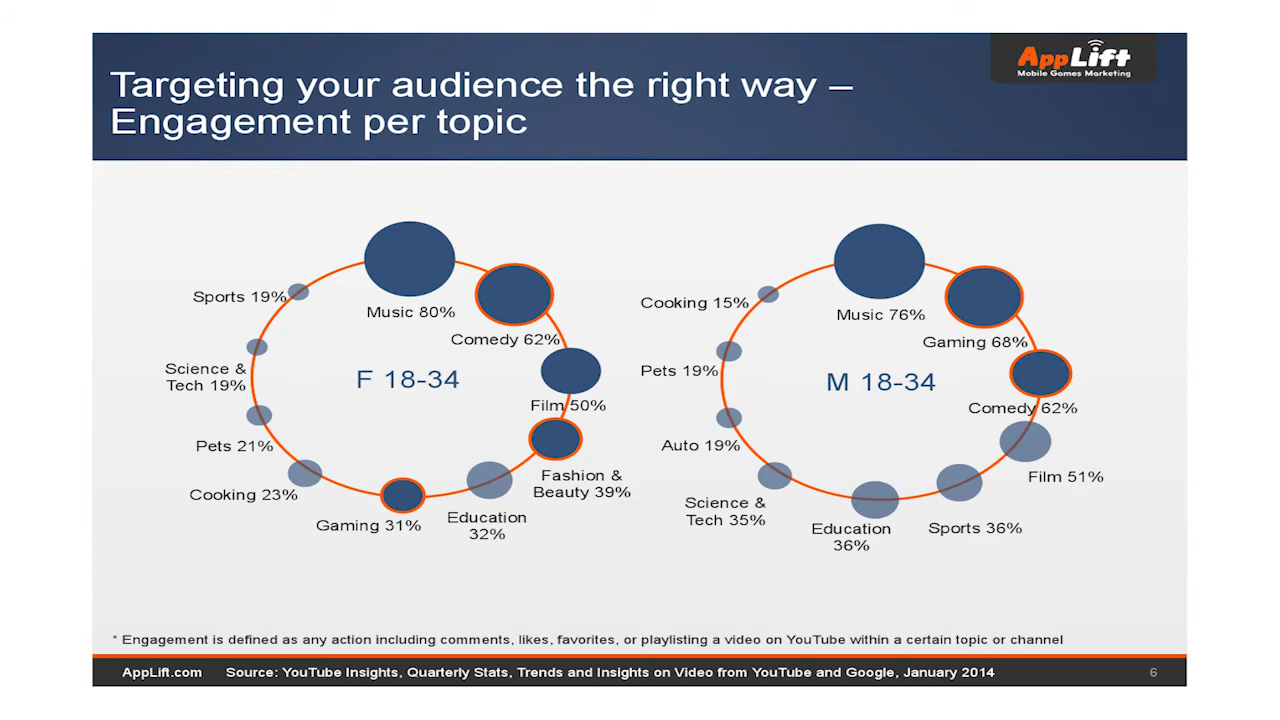 AppLift
Mobile Games Marketing
Targeting your audience the right way –
Engagement per topic
F 18-34
Music 80%
Comedy 62%
Film 50%
Fashion &
Beauty 39%
Education
32%
Gaming 31%
Cooking 23%
Pets 21%
Science &
Tech 19%
Sports 19%
M 18-34
Music 76%
Gaming 68%
Comedy 62%
Film 51%
Sports 36%
Education
36%
Science &
Tech 35%
Auto 19%
Pets 19%
Cooking 15%
* Engagement is defined as any action including comments, likes, favorites, or playlisting a video on YouTube within a certain topic or channel
AppLift.com Source: YouTube Insights, Quarterly Stats, Trends and Insights on Video from YouTube and Google, January 2014 6